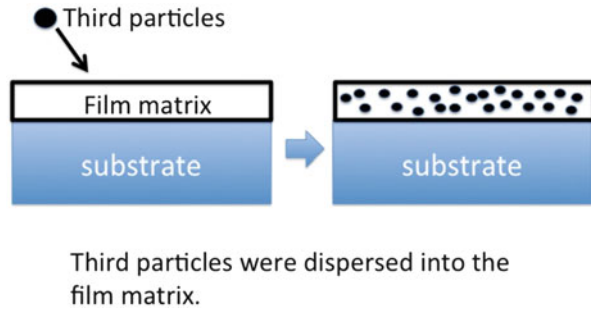 Third particles
Film matrix
substrate
substrate
Third particles were dispersed into the
film matrix.